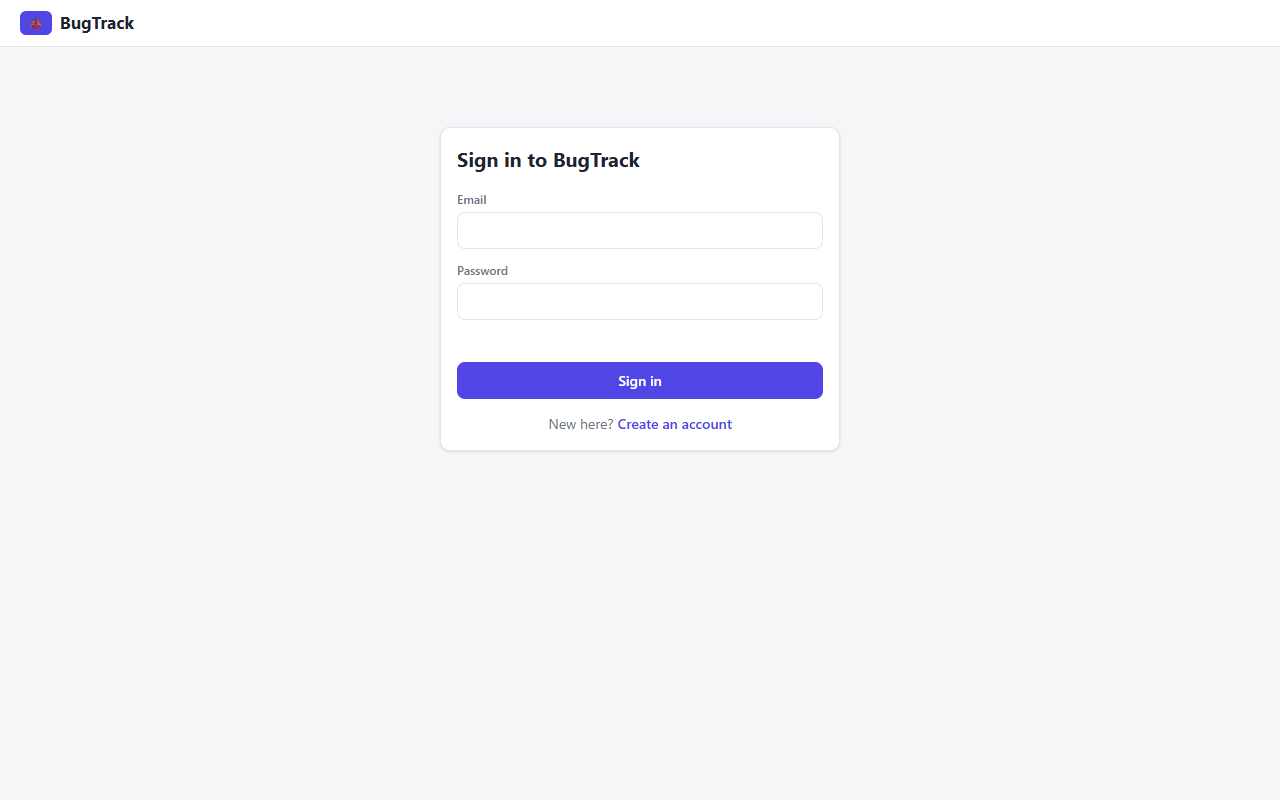 BugTrack
Sign in to BugTrack
Email
Password
Sign in
New here? Create an account